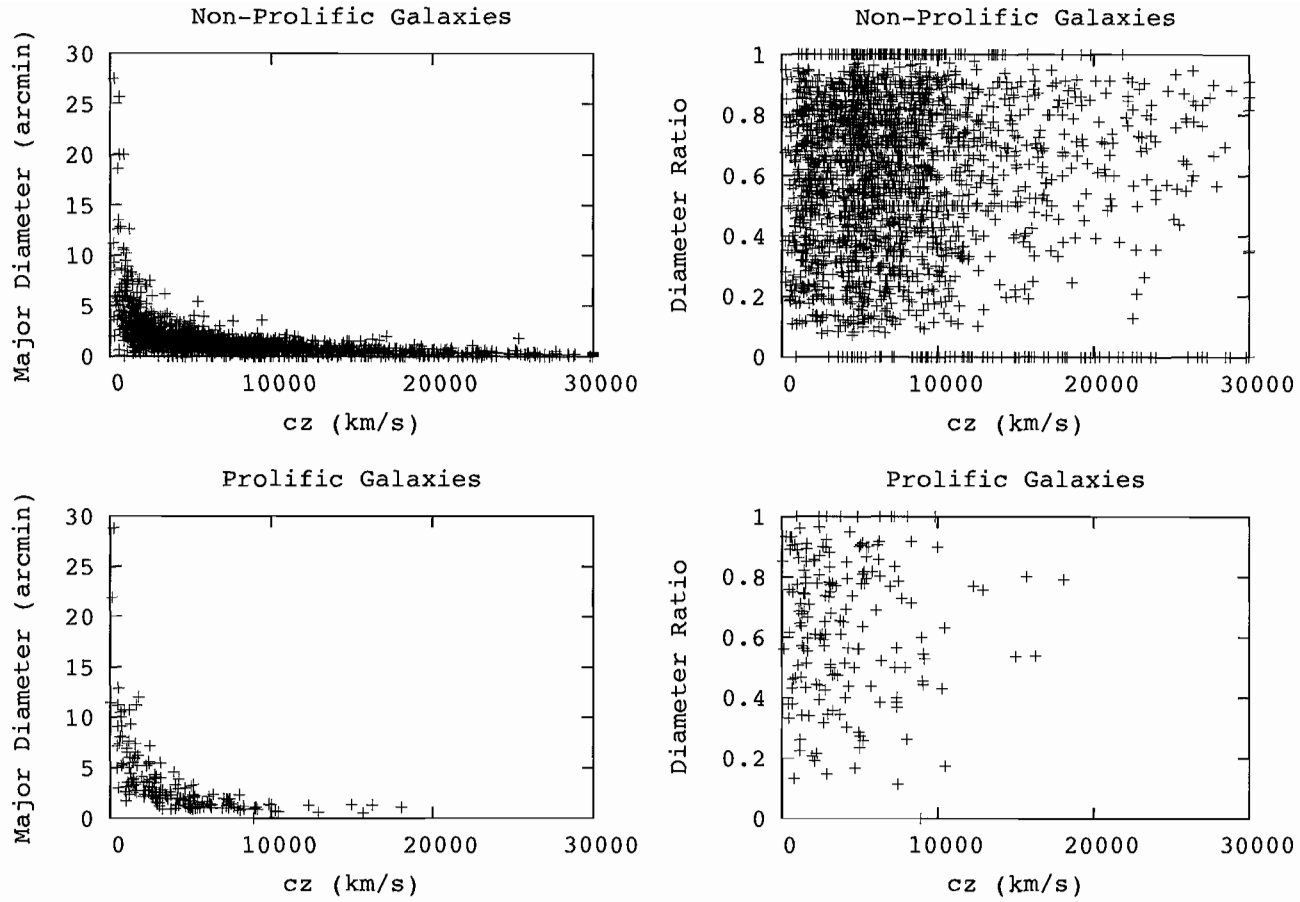 Non-Prolific Galaxies
Major Diameter (arcmin)
30
25
20
15
10
5
0
0 10000 20000 30000
cz (km/s)
Non-Prolific Galaxies
Diameter Ratio
1
0.8
0.6
0.4
0.2
0
0 10000 20000 30000
cz (km/s)
Prolific Galaxies
Major Diameter (arcmin)
30
25
20
15
10
5
0
0 10000 20000 30000
cz (km/s)
Prolific Galaxies
Diameter Ratio
1
0.8
0.6
0.4
0.2
0
0 10000 20000 30000
cz (km/s)